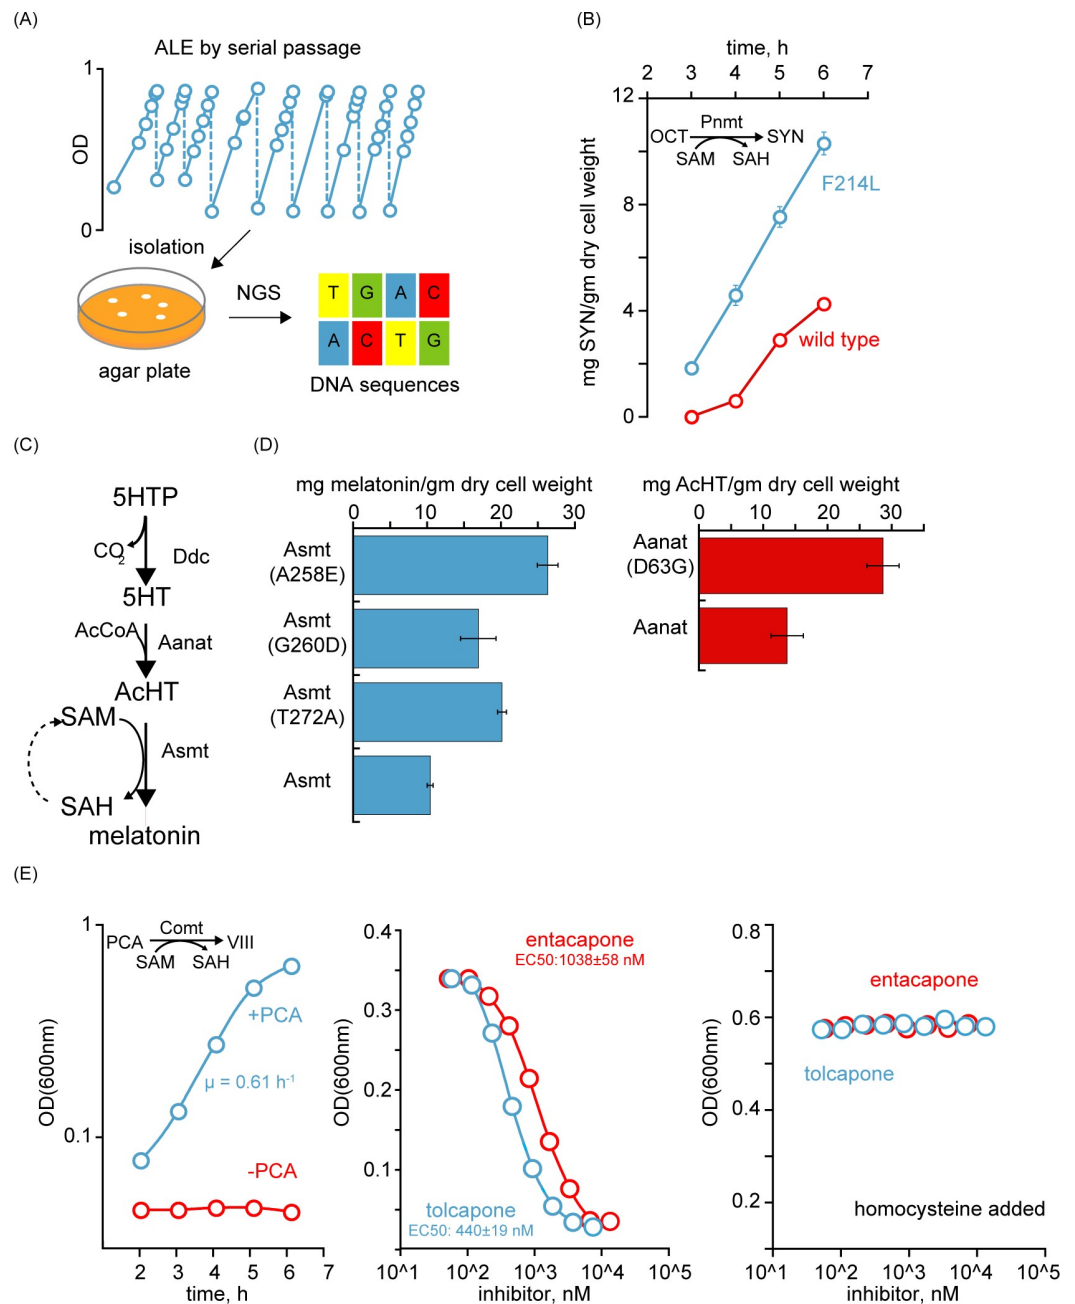 (A)
ALE by serial passage
1
OD
0
isolation
NGS
agar plate
T G A C
A C T G
DNA sequences
(B)
time, h
2 3 4 5 6 7
12
8
4
0
mg SYN/gm dry cell weight
Pnmt
OCT SYN
SAM SAH
F214L
wild type
(C)
5HTP
CO2
Ddc
5HT
AcCoA
Aanat
AcHT
SAM
Asmt
SAH
melatonin
(D)
mg melatonin/gm dry cell weight
0 10 20 30
Asmt
(A258E)
Asmt
(G260D)
Asmt
(T272A)
Asmt
mg AcHT/gm dry cell weight
0 10 20 30
Aanat
(D63G)
Aanat
(E)
1
0.1
OD(600nm)
Comt
PCA VIII
SAM SAH
+PCA
µ = 0.61 h-1
-PCA
2 3 4 5 6 7
time, h
0.4
0.3
0.2
0.1
OD(600nm)
entacapone
EC50:1038±58 nM
tolcapone
EC50: 440±19 nM
10^1 10^2 10^3 10^4 10^5
inhibitor, nM
0.8
0.6
0.4
0.2
OD(600nm)
entacapone
tolcapone
homocysteine added
10^1 10^2 10^3 10^4 10^5
inhibitor, nM